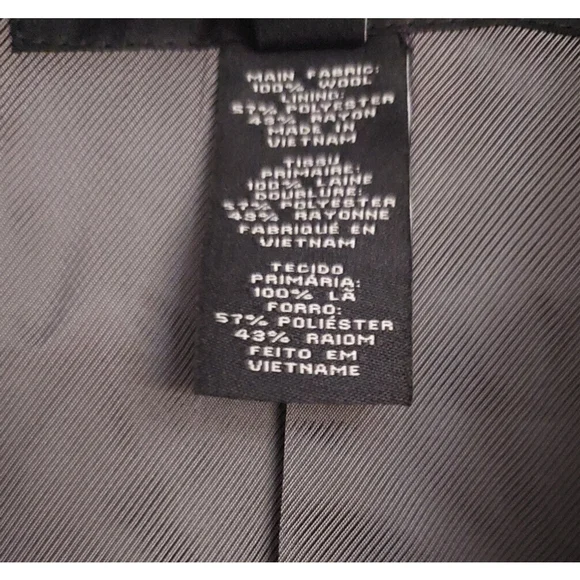 MAIN FABRIC:
100% WOOL
LINING:
57% POLYESTER
43% RAYON
MADE IN
VIETNAM
TISSU
PRIMAIRE:
100% LAINE
DOUBLURE:
57% POLYESTER
43% RAYONNE
FABRIQUÉ EN
VIETNAM
TECIDO
PRIMÁRIA:
100% LÃ
FORRO:
57% POLIÉSTER
43% RAIOM
FEITO EM
VIETNAME